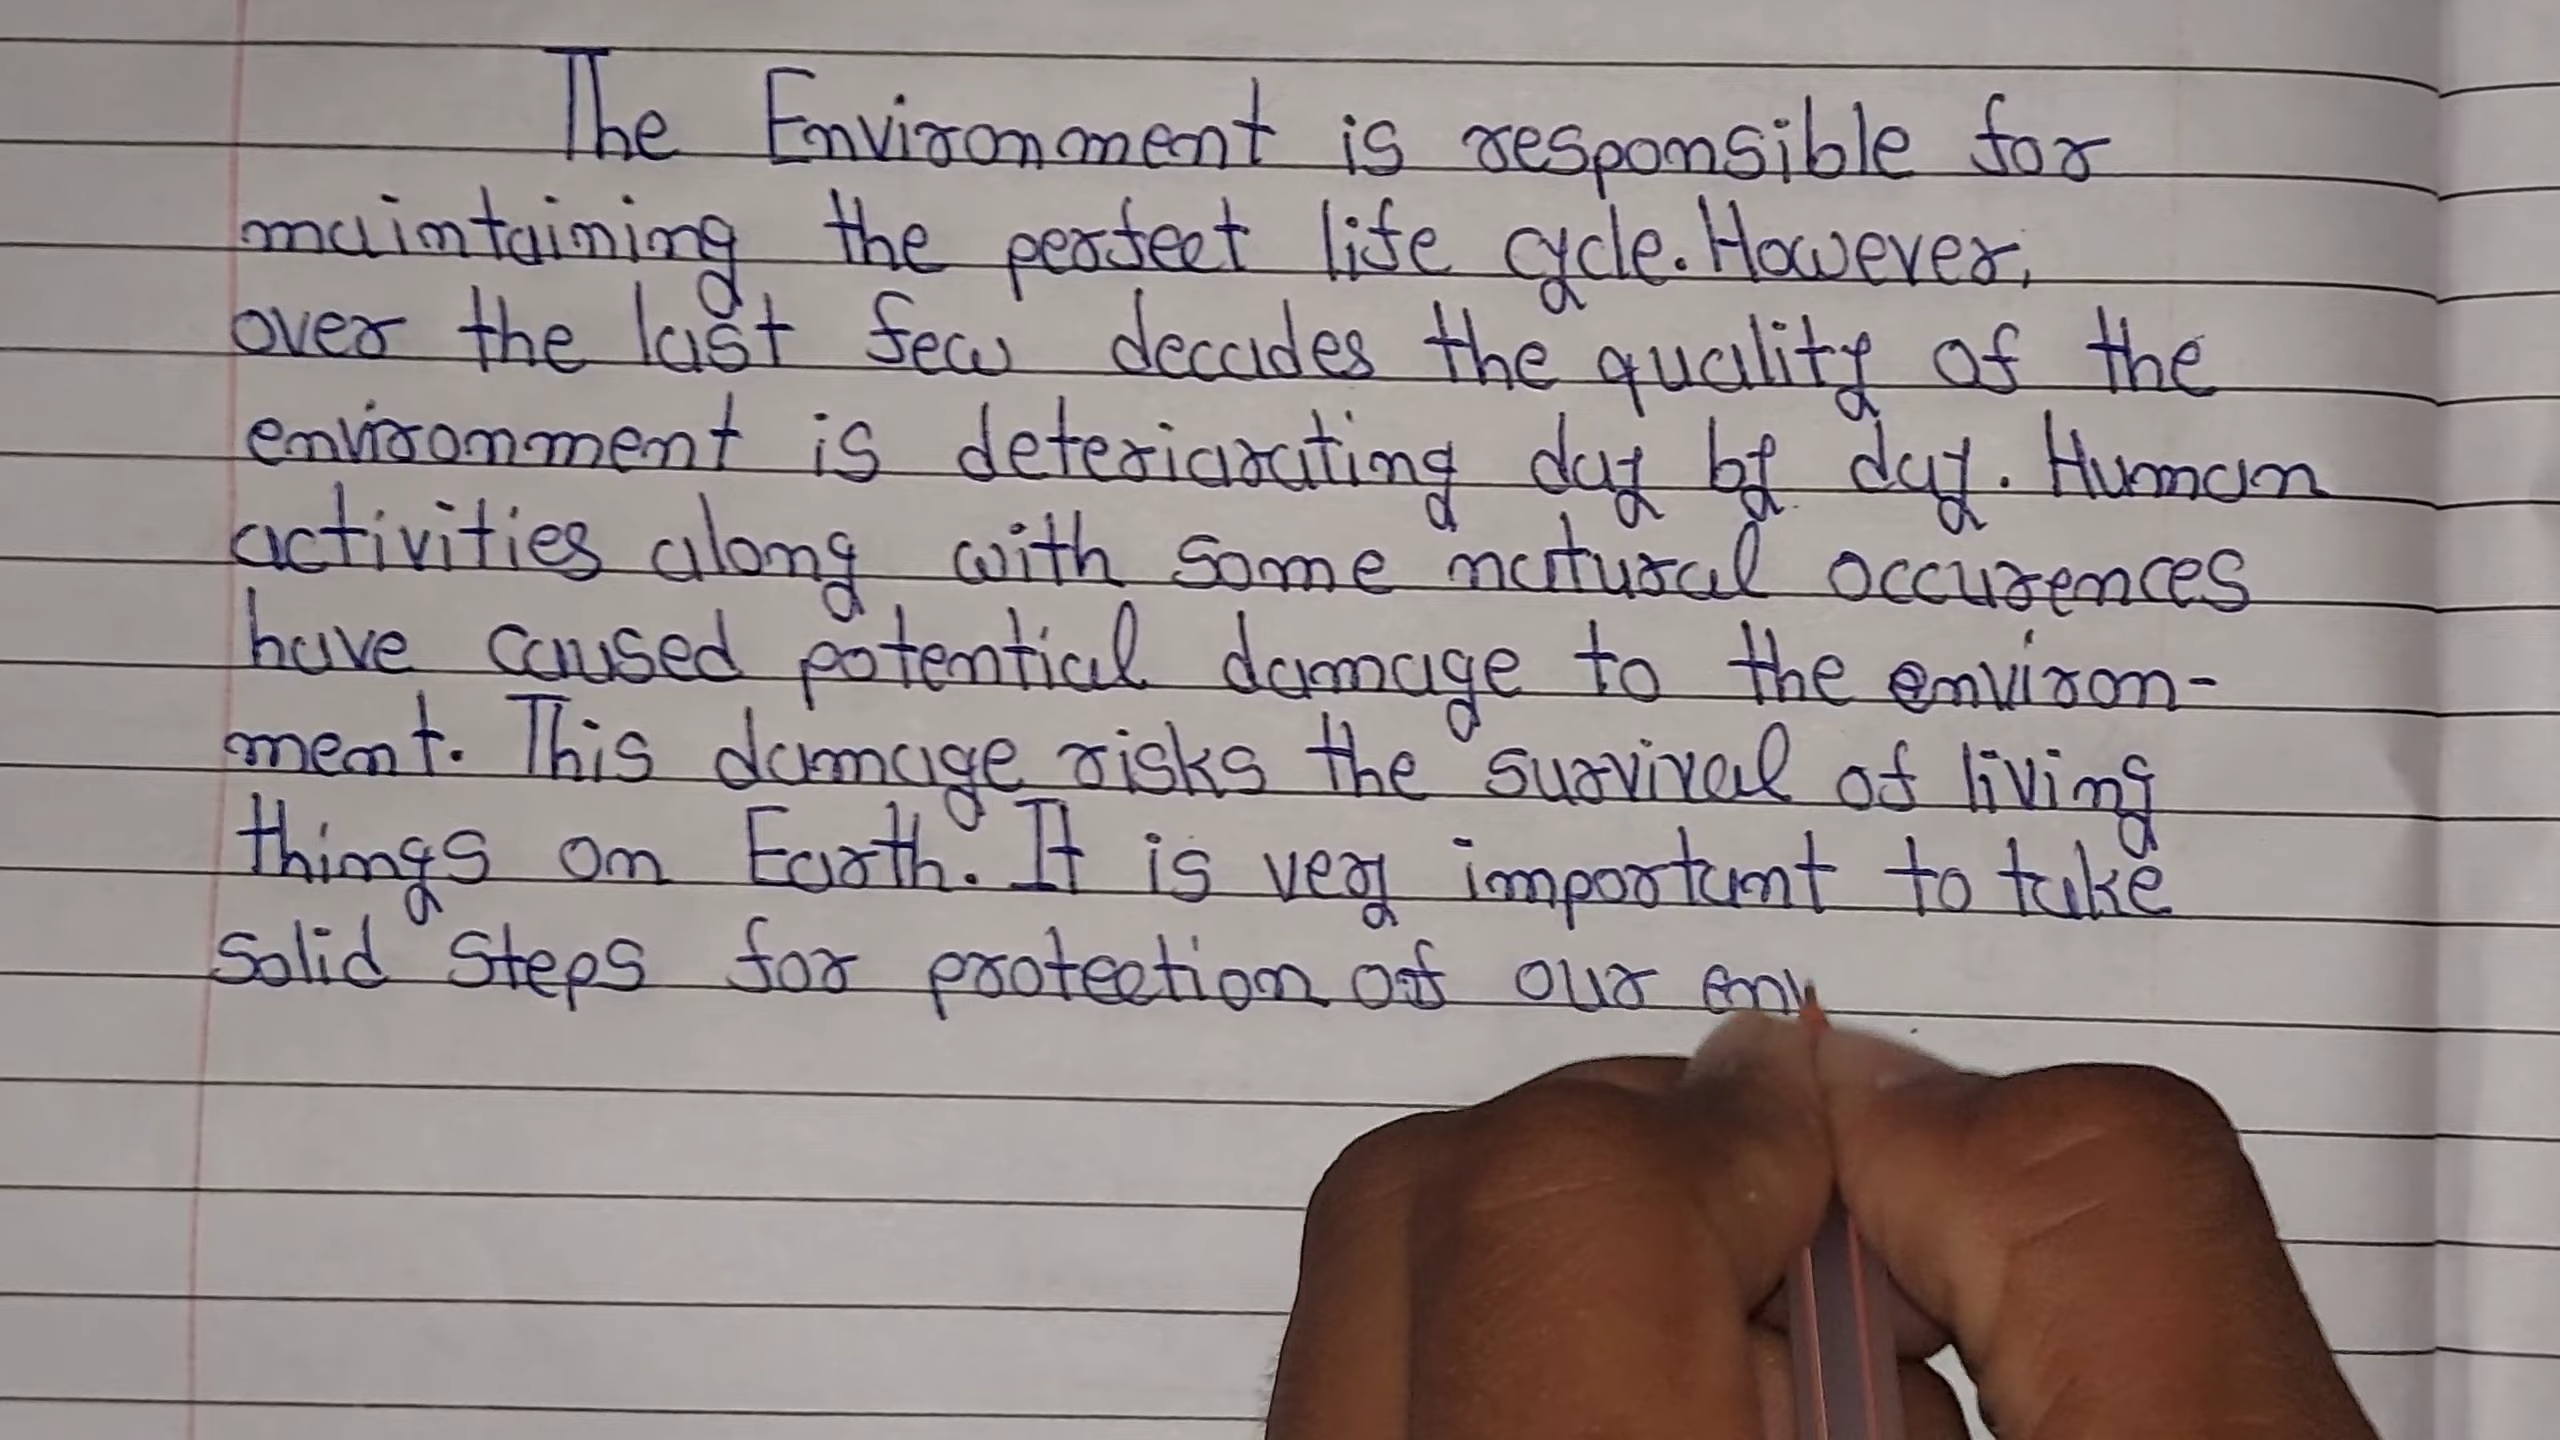 The Environment is responsible for
maintaining the perfect life cycle. However,
over the last few decades the quality of the
environment is deteriorating day by day. Human
activities along with some natural occurences
have caused potential damage to the environ-
ment. This damage risks the survival of living
things on Earth. It is very important to take
Solid Steps for protection of our env